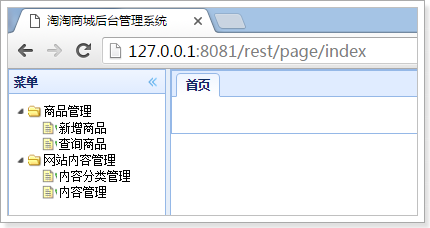 淘淘商城后台管理系统
127.0.0.1:8081/rest/page/index
菜单
首页
商品管理
新增商品
查询商品
网站内容管理
内容分类管理
内容管理